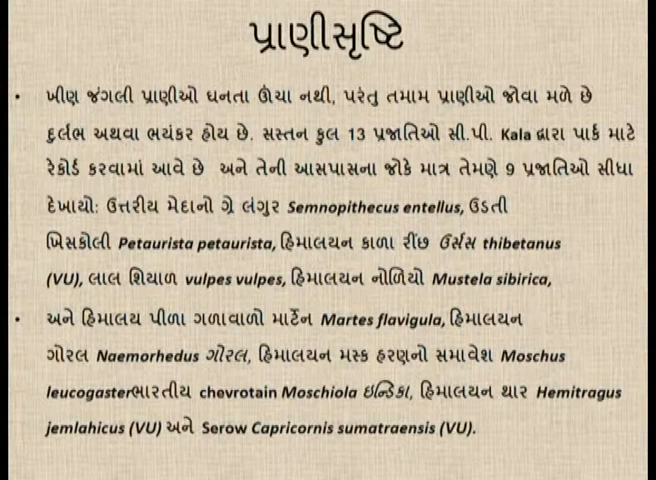 પ્રાણીસૃષ્ટિ
• ખીણ જંગલી પ્રાણીઓ ઘનતા ઊંચા નથી, પરંતુ તમામ પ્રાણીઓ જોવા મળે છે
દુર્લભ અથવા ભયંકર હોય છે. સસ્તન કુલ 13 પ્રજાતિઓ સી.પી. Kala દ્વારા પાર્ક માટે
રેકોર્ડ કરવામાં આવે છે અને તેની આસપાસના જોકે માત્ર તેમણે 9 પ્રજાતિઓ સીધા
દેખાયો: ઉત્તરીય મેદાનો ગ્રે લંગુર Semnopithecus entellus, ઉડતી
ખિસકોલી Petaurista petaurista, હિમાલયન કાળા રીંછ ઉર્સસ thibetanus
(VU), લાલ શિયાળ vulpes vulpes, હિમાલયન નોળિયો Mustela sibirica,
• અને હિમાલય પીળા ગળાવાળો માર્ટેન Martes flavigula, હિમાલયન
ગોરલ Naemorhedus ગોરલ, હિમાલયન મસ્ક હરણનો સમાવેશ Moschus
leucogasterભારતીય chevrotain Moschiola ઇન્ડિકા, હિમાલયન થાર Hemitragus
jemlahicus (VU) અને Serow Capricornis sumatraensis (VU).